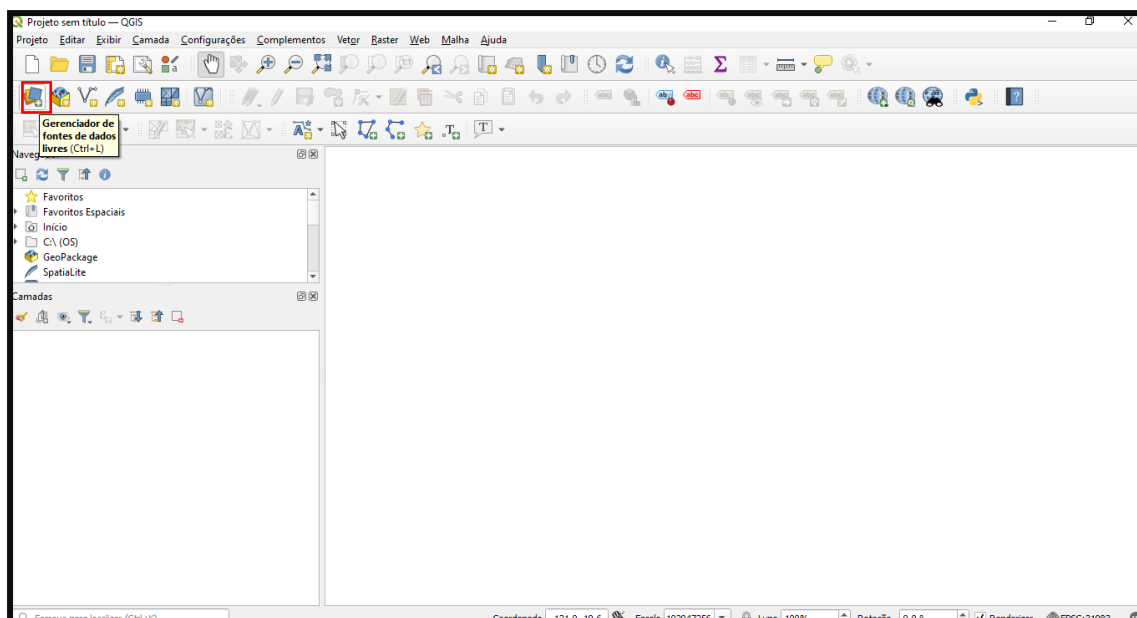 Projeto sem título — QGIS
Projeto Editar Exibir Camada Configurações Complementos Vetor Raster Web Malha Ajuda
Gerenciador de
fontes de dados
livres (Ctrl+L)
Favoritos
Favoritos Espaciais
Início
C:\ (OS)
GeoPackage
SpatiaLite
Camadas